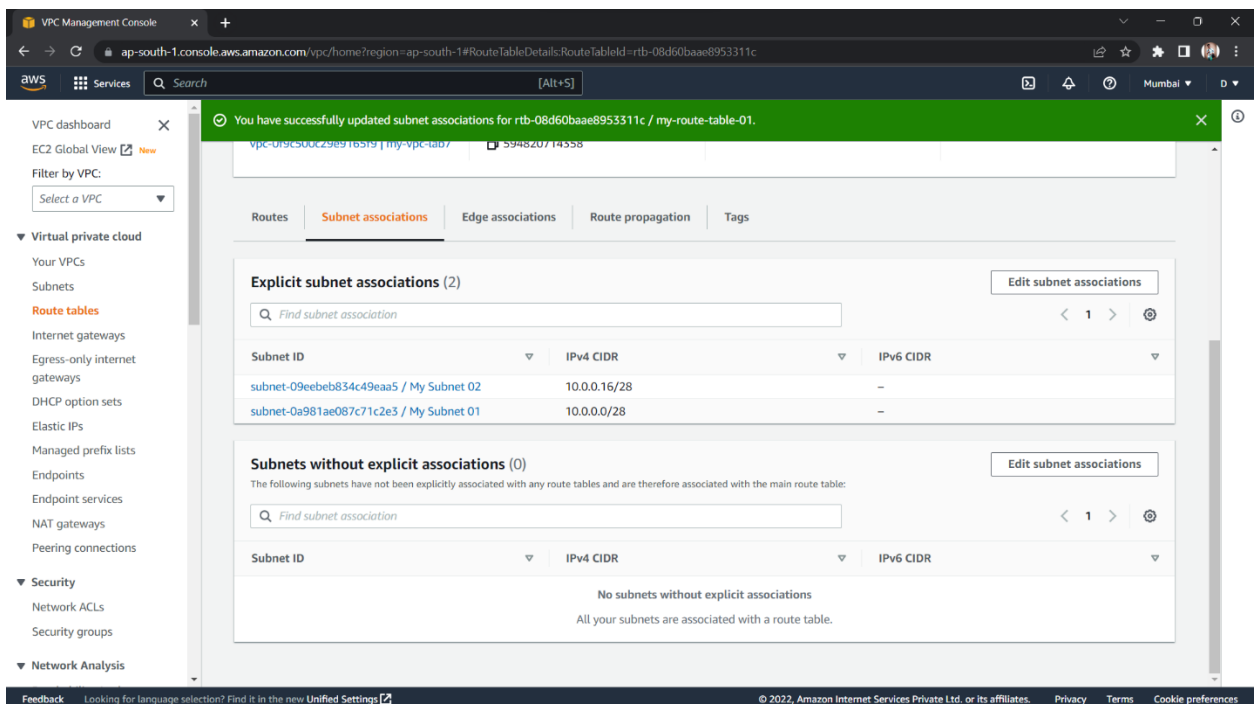 VPC Management Console
ap-south-1.console.aws.amazon.com/vpc/home?region=ap-south-1#RouteTableDetails:RouteTableId=rtb-08d60baae8953311c
aws Services Search [Alt+S] Mumbai D
VPC dashboard
EC2 Global View New
Filter by VPC:
Select a VPC
Virtual private cloud
Your VPCs
Subnets
Route tables
Internet gateways
Egress-only internet
gateways
DHCP option sets
Elastic IPs
Managed prefix lists
Endpoints
Endpoint services
NAT gateways
Peering connections
Security
Network ACLs
Security groups
Network Analysis
You have successfully updated subnet associations for rtb-08d60baae8953311c / my-route-table-01.
vpc-0f9c500c29e9165f9 | my-vpc-lab7 594820714358
Routes Subnet associations Edge associations Route propagation Tags
Explicit subnet associations (2) Edit subnet associations
Find subnet association 1
Subnet ID IPv4 CIDR IPv6 CIDR
subnet-09eebeb834c49eaa5 / My Subnet 02 10.0.0.16/28 –
subnet-0a981ae087c71c2e3 / My Subnet 01 10.0.0.0/28 –
Subnets without explicit associations (0) Edit subnet associations
The following subnets have not been explicitly associated with any route tables and are therefore associated with the main route table:
Find subnet association 1
Subnet ID IPv4 CIDR IPv6 CIDR
No subnets without explicit associations
All your subnets are associated with a route table.
Feedback Looking for language selection? Find it in the new Unified Settings © 2022, Amazon Internet Services Private Ltd. or its affiliates. Privacy Terms Cookie preferences